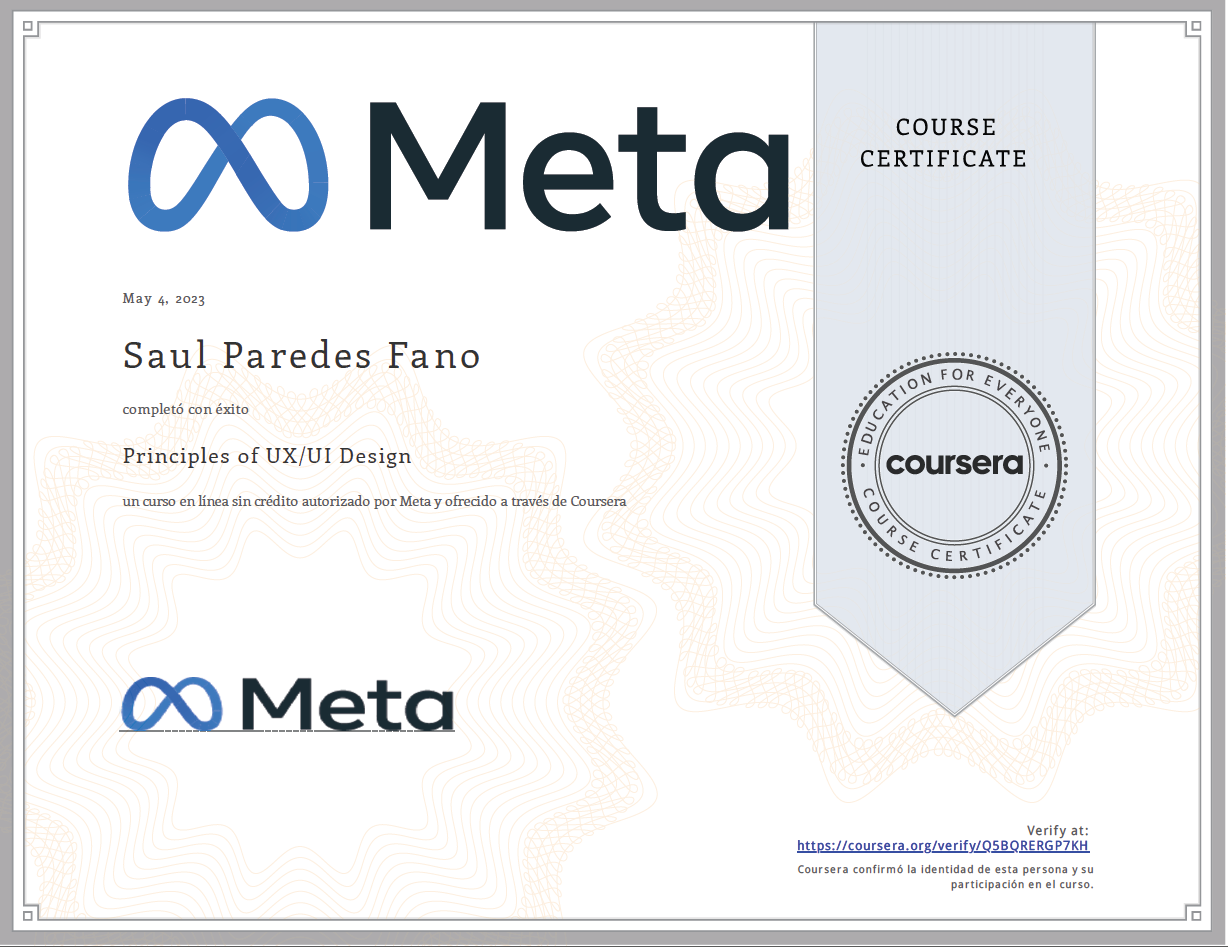 Meta
COURSE
CERTIFICATE
May 4, 2023
Saul Paredes Fano
completó con éxito
Principles of UX/UI Design
un curso en línea sin crédito autorizado por Meta y ofrecido a través de Coursera
EDUCATION FOR EVERYONE
coursera
COURSE CERTIFICATE
Meta
Verify at:
https://coursera.org/verify/Q5BQRERGP7KH
Coursera confirmó la identidad de esta persona y su
participación en el curso.